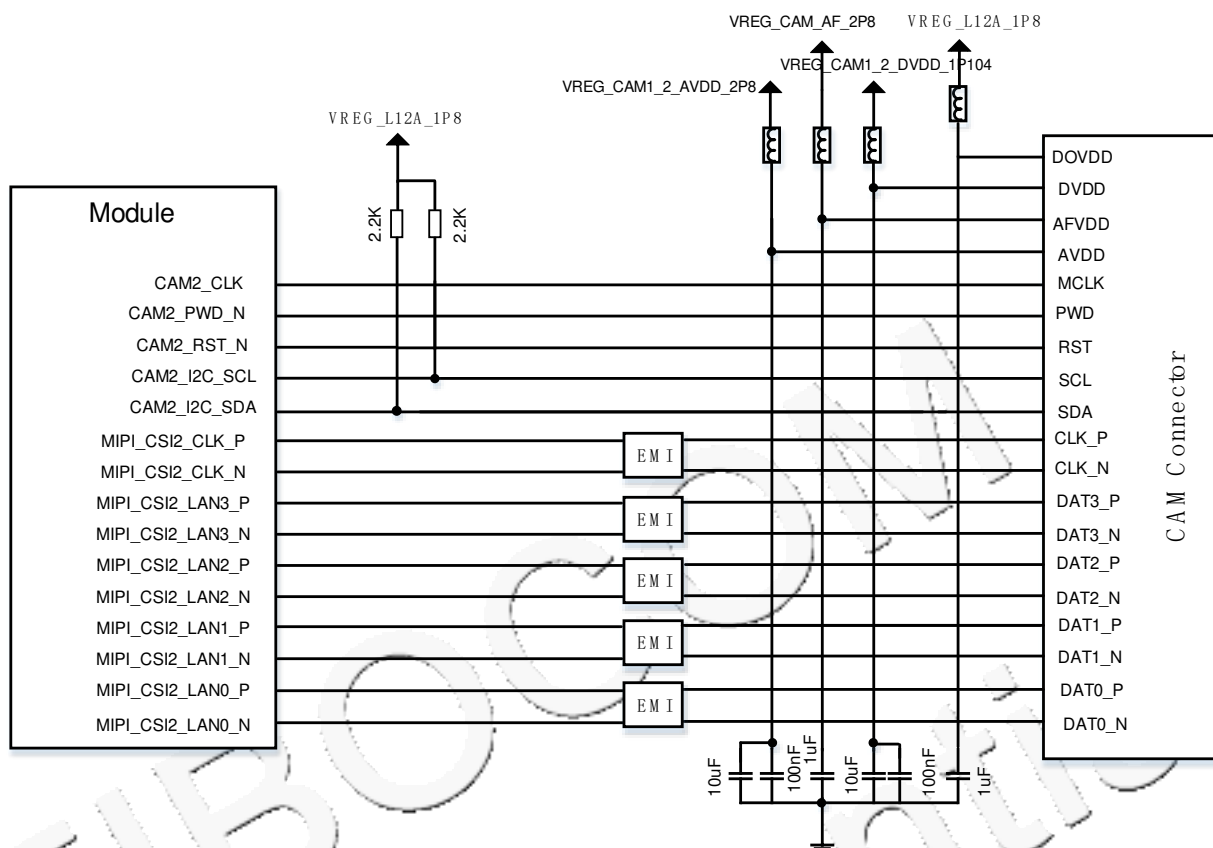 VREG_CAM_AF_2P8
VREG_L12A_1P8
VREG_CAM1_2_DVDD_1P104
VREG_CAM1_2_AVDD_2P8
VREG_L12A_1P8
2.2K
2.2K
Module
CAM2_CLK
CAM2_PWD_N
CAM2_RST_N
CAM2_I2C_SCL
CAM2_I2C_SDA
MIPI_CSI2_CLK_P
MIPI_CSI2_CLK_N
MIPI_CSI2_LAN3_P
MIPI_CSI2_LAN3_N
MIPI_CSI2_LAN2_P
MIPI_CSI2_LAN2_N
MIPI_CSI2_LAN1_P
MIPI_CSI2_LAN1_N
MIPI_CSI2_LAN0_P
MIPI_CSI2_LAN0_N
EMI
EMI
EMI
EMI
EMI
DOVDD
DVDD
AFVDD
AVDD
MCLK
PWD
RST
SCL
SDA
CLK_P
CLK_N
DAT3_P
DAT3_N
DAT2_P
DAT2_N
DAT1_P
DAT1_N
DAT0_P
DAT0_N
CAM Connector
10uF
100nF
1uF
10uF
100nF
1uF